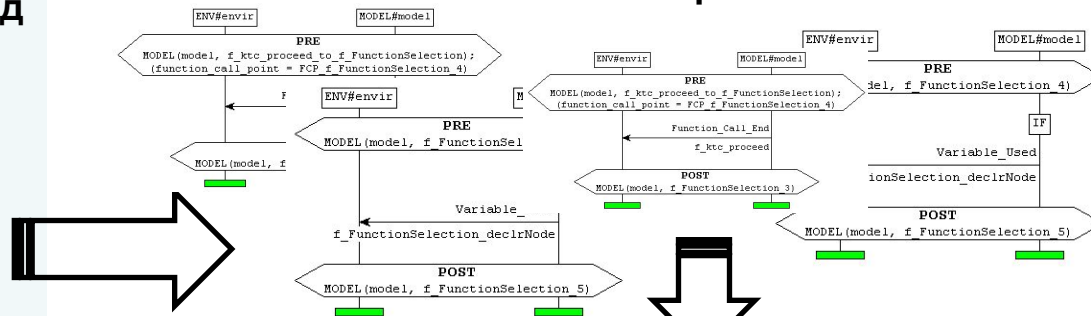 д
ENV#envir
MODEL#model
PRE
MODEL(model, f_ktc_proceed_to_f_FunctionSelection);
(function_call_point = FCP_f_FunctionSelection_4)
MODEL(model, f
ENV#envir
PRE
MODEL(model, f_FunctionSel
Variable_
f_FunctionSelection_declrNode
POST
MODEL(model, f_FunctionSelection_5)
ENV#envir
MODEL#model
PRE
MODEL(model, f_ktc_proceed_to_f_FunctionSelection);
(function_call_point = FCP_f_FunctionSelection_4)
Function_Call_End
f_ktc_proceed
POST
MODEL(model, f_FunctionSelection_3)
ENV#envir
MODEL#model
PRE
del, f_FunctionSelection_4)
IF
Variable_Used
ionSelection_declrNode
POST
MODEL(model, f_FunctionSelection_5)